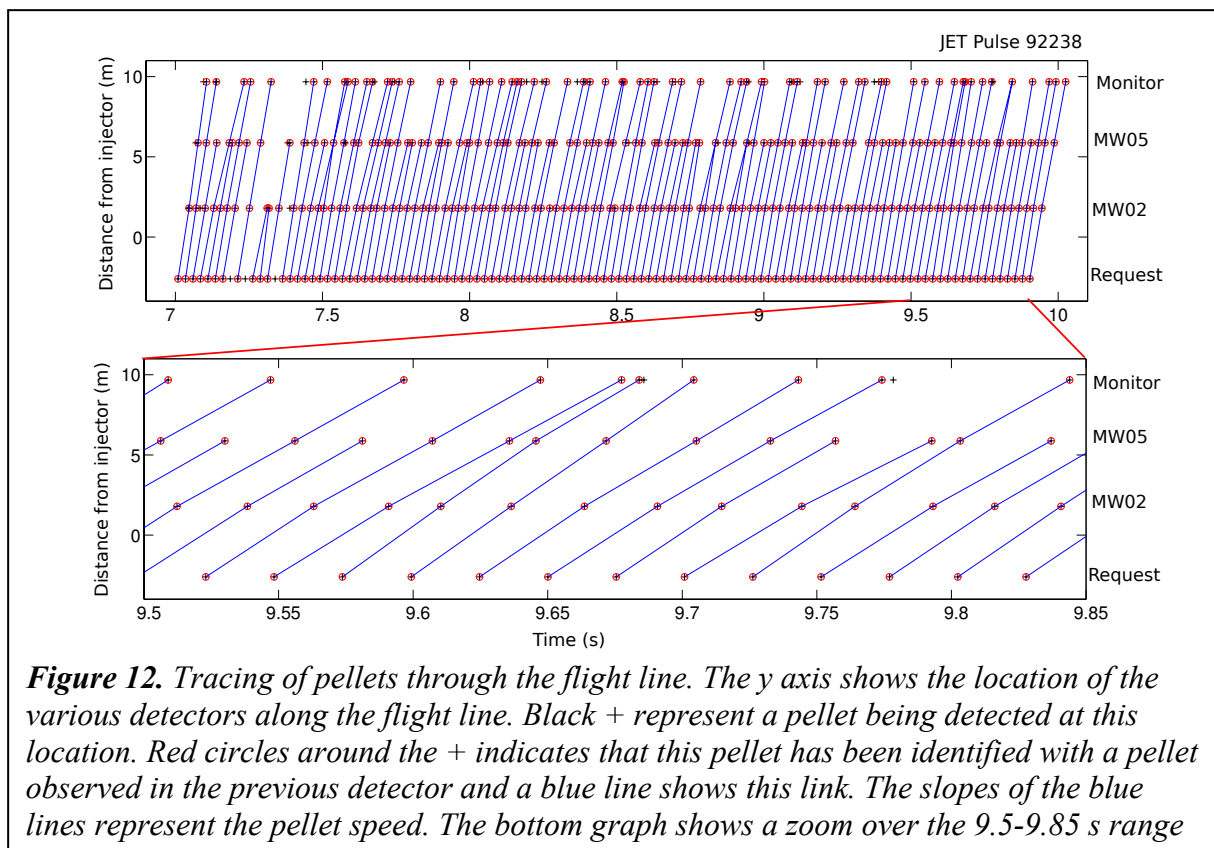 JET Pulse 92238
10
5
0
Distance from injector (m)
Monitor
MW05
MW02
Request
7 7.5 8 8.5 9 9.5 10
10
5
0
Distance from injector (m)
Monitor
MW05
MW02
Request
9.5 9.55 9.6 9.65 9.7 9.75 9.8 9.85
Time (s)
Figure 12. Tracing of pellets through the flight line. The y axis shows the location of the
various detectors along the flight line. Black + represent a pellet being detected at this
location. Red circles around the + indicates that this pellet has been identified with a pellet
observed in the previous detector and a blue line shows this link. The slopes of the blue
lines represent the pellet speed. The bottom graph shows a zoom over the 9.5-9.85 s range